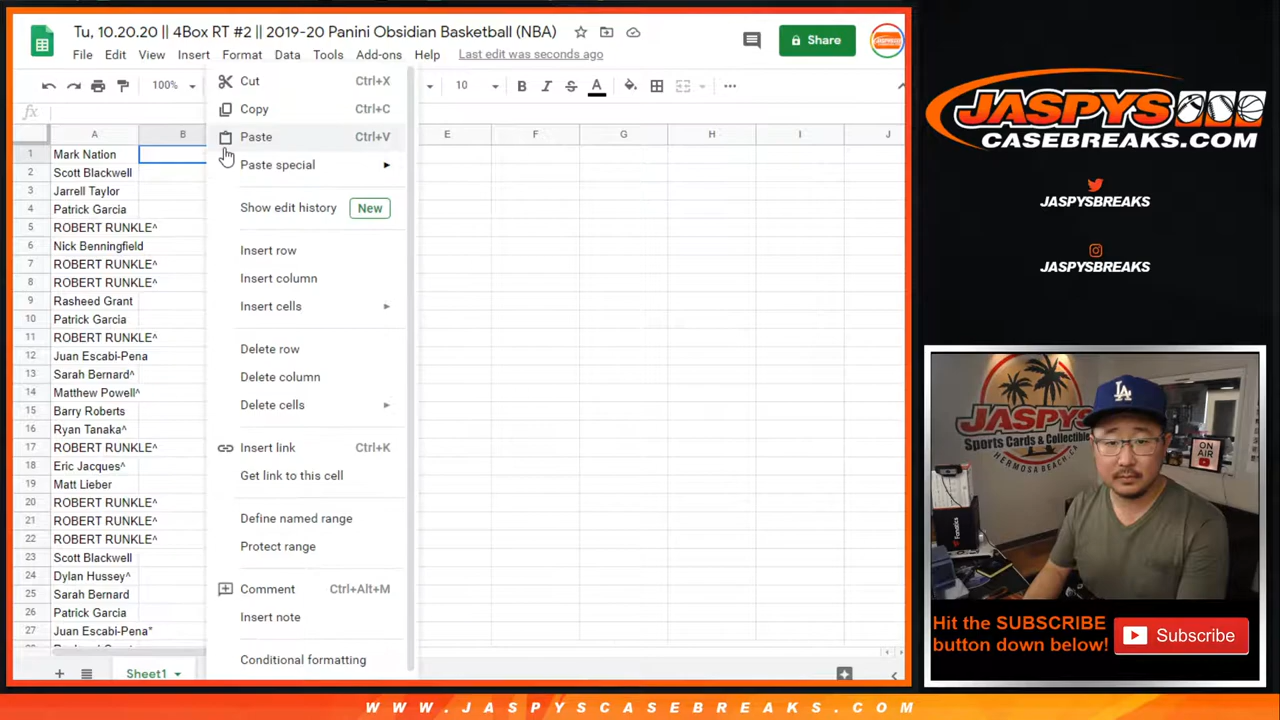 Tu, 10.20.20 || 4Box RT #2 || 2019-20 Panini Obsidian Basketball (NBA)
File Edit View Insert Format Data Tools Add-ons Help Last edit was seconds ago
Share
100% 10 B I S A
fx
A B E F G H I J
1 Mark Nation
2 Scott Blackwell
3 Jarrell Taylor
4 Patrick Garcia
5 ROBERT RUNKLE^
6 Nick Benningfield
7 ROBERT RUNKLE^
8 ROBERT RUNKLE^
9 Rasheed Grant
10 Patrick Garcia
11 ROBERT RUNKLE^
12 Juan Escabi-Pena
13 Sarah Bernard^
14 Matthew Powell^
15 Barry Roberts
16 Ryan Tanaka^
17 ROBERT RUNKLE^
18 Eric Jacques^
19 Matt Lieber
20 ROBERT RUNKLE^
21 ROBERT RUNKLE^
22 ROBERT RUNKLE^
23 Scott Blackwell
24 Dylan Hussey^
25 Sarah Bernard
26 Patrick Garcia
27 Juan Escabi-Pena"
Cut Ctrl+X
Copy Ctrl+C
Paste Ctrl+V
Paste special
Show edit history New
Insert row
Insert column
Insert cells
Delete row
Delete column
Delete cells
Insert link Ctrl+K
Get link to this cell
Define named range
Protect range
Comment Ctrl+Alt+M
Insert note
Conditional formatting
Sheet1
JASPYS
CASEBREAKS.COM
JASPYSBREAKS
JASPYSBREAKS
JASPYS
Sports Cards & Collectible
HERMOSA BEACH, CA
LA
ON AIR
Fanatics
Hit the SUBSCRIBE
button down below!
Subscribe
WWW.JASPYSCASEBREAKS.COM